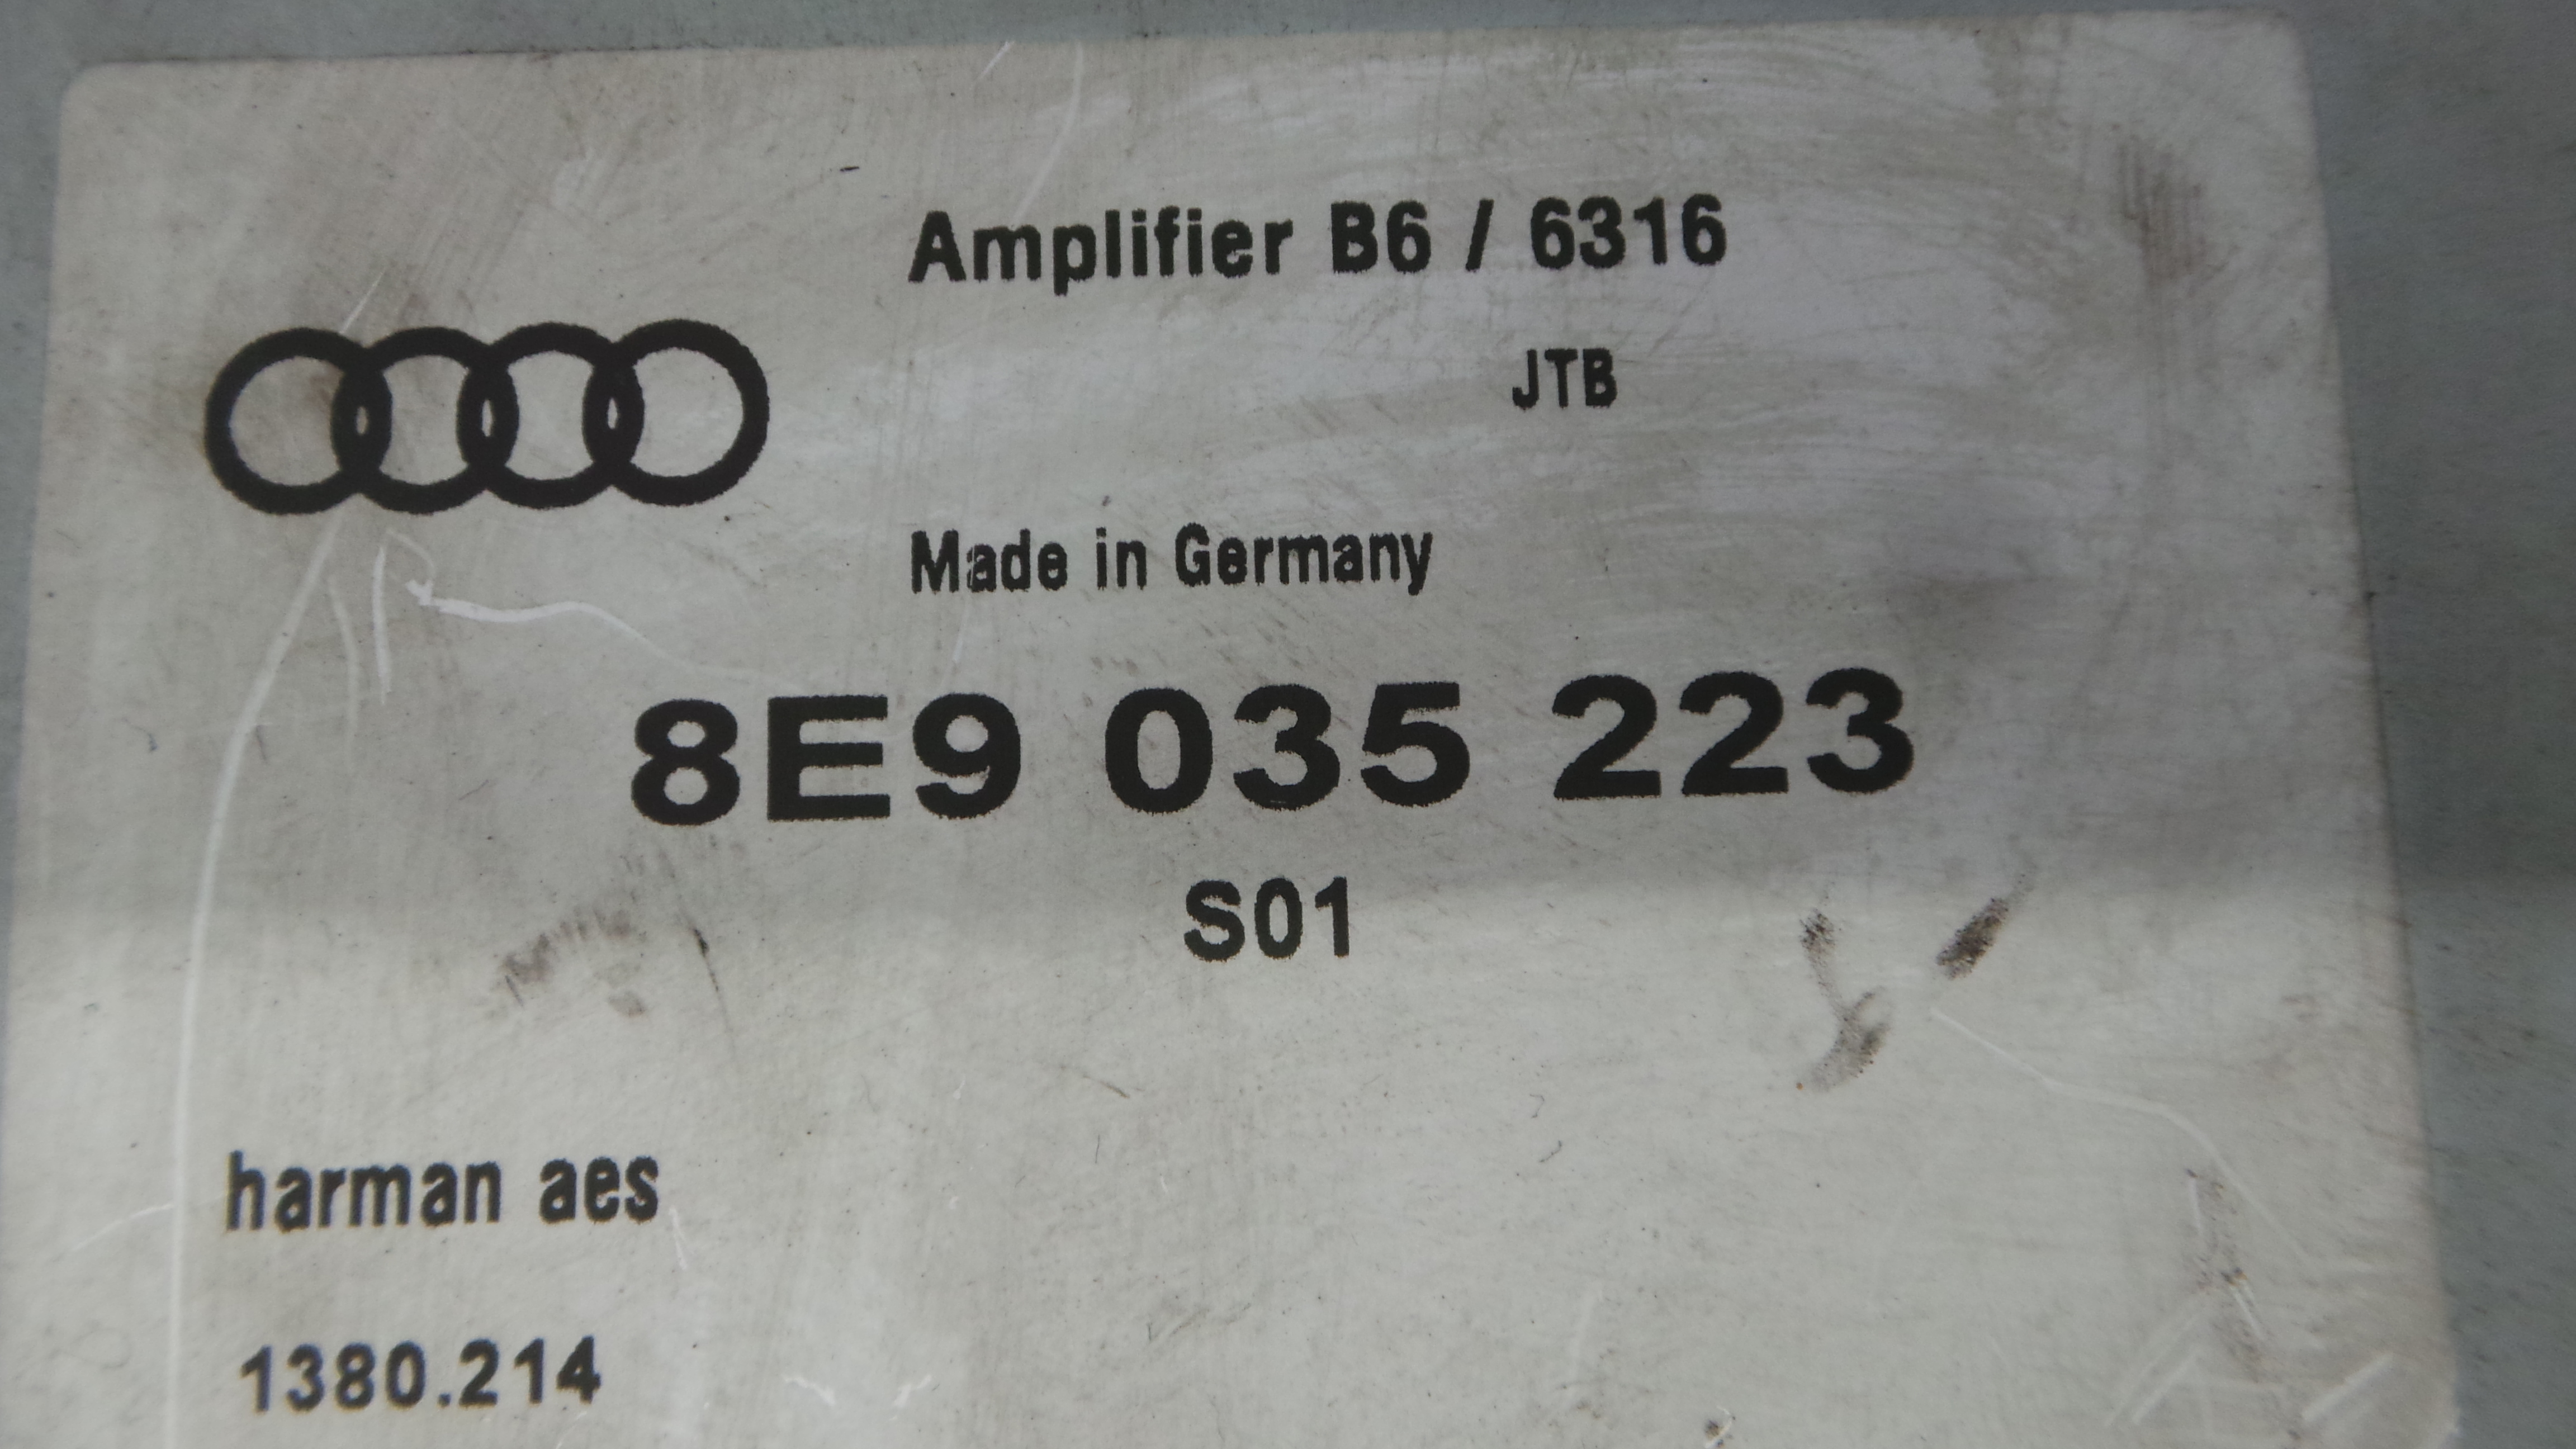 Amplifier B6 / 6316
JTB
Made in Germany
8E9 035 223
S01
harman aes
1380.214